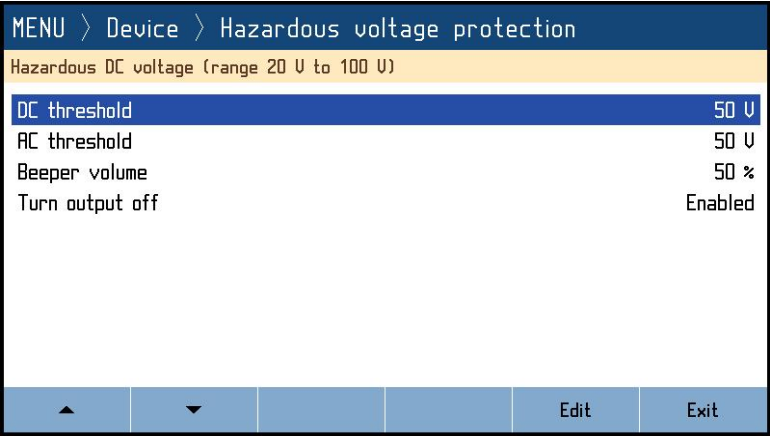 MENU > Device > Hazardous voltage protection
Hazardous DC voltage (range 20 V to 100 V)
DC threshold 50 V
AC threshold 50 V
Beeper volume 50 %
Turn output off Enabled
Edit Exit